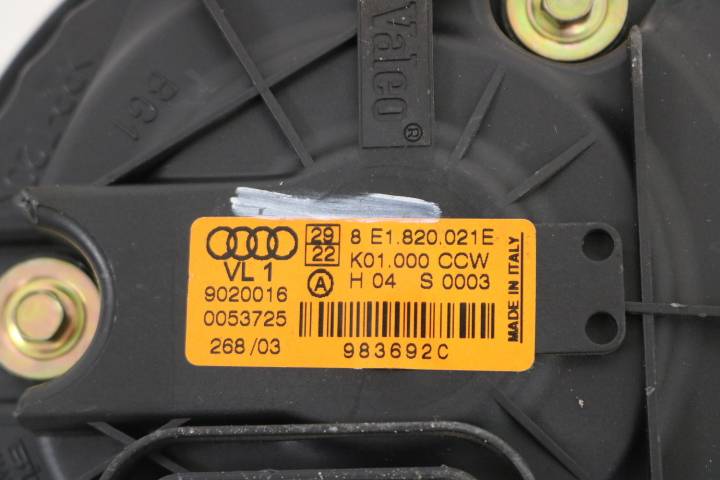 Valeo®
BG1
29
22
8 E1.820.021E
VL 1
K01.000 CCW
A
H 04 S 0003
9020016
0053725
268/03
983692C
MADE IN ITALY